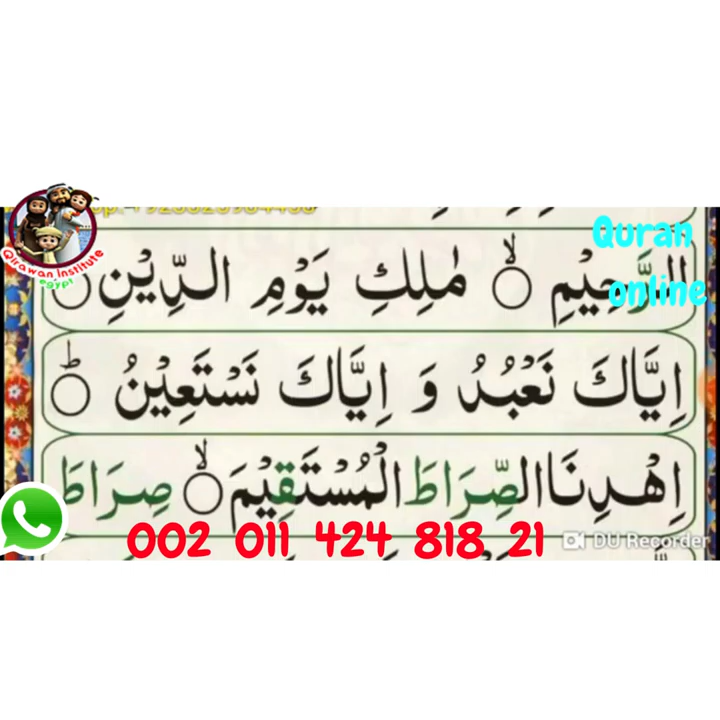 Quran
online
Qirawan institute
egypt
الرَّحِيْمِ ۙ مٰلِكِ يَوْمِ الدِّيْنِ
اِيَّاكَ نَعْبُدُ وَ اِيَّاكَ نَسْتَعِيْنُ ؕ
اِهْدِنَا الصِّرَاطَ الْمُسْتَقِيْمَ ۙ صِرَاطَ
002 011 424 818 21
DU Recorder